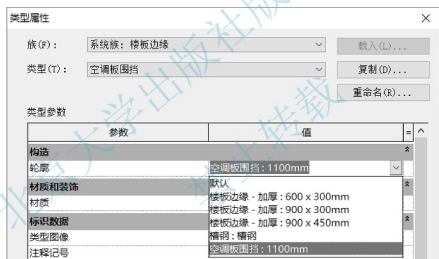 类型属性
族(F): 系统族：楼板边缘 载入(L)...
类型(T): 空调板围挡 复制(D)...
重命名(R)...
类型参数
参数 值 =
构造
轮廓 空调板围挡 : 1100mm
材质和装饰 默认
材质 楼板边缘 - 加厚 : 600 x 300mm
楼板边缘 - 加厚 : 900 x 300mm
标识数据 楼板边缘 - 加厚 : 900 x 450mm
类型图像 槽钢 : 槽钢
注释记号 空调板围挡 : 1100mm